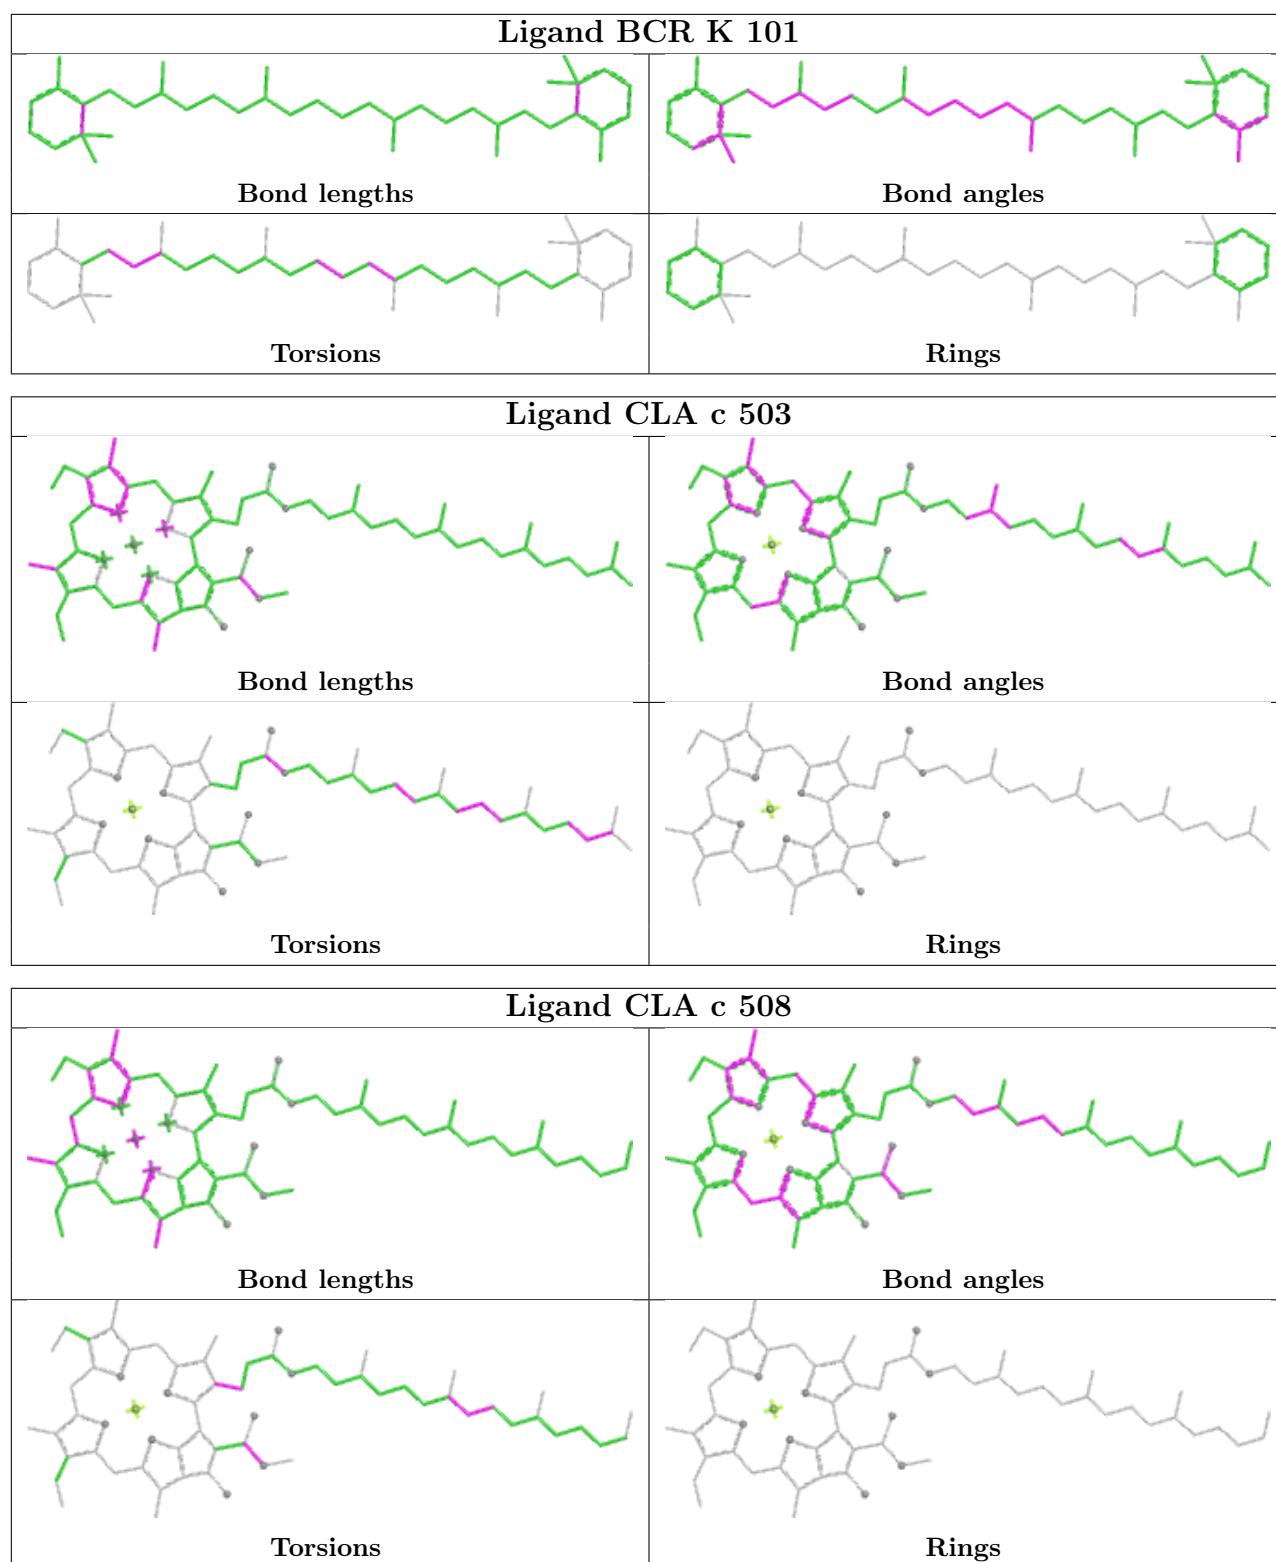 Ligand BCR K 101
Bond lengths
Bond angles
Torsions
Rings
Ligand CLA c 503
Bond lengths
Bond angles
Torsions
Rings
Ligand CLA c 508
Bond lengths
Bond angles
Torsions
Rings